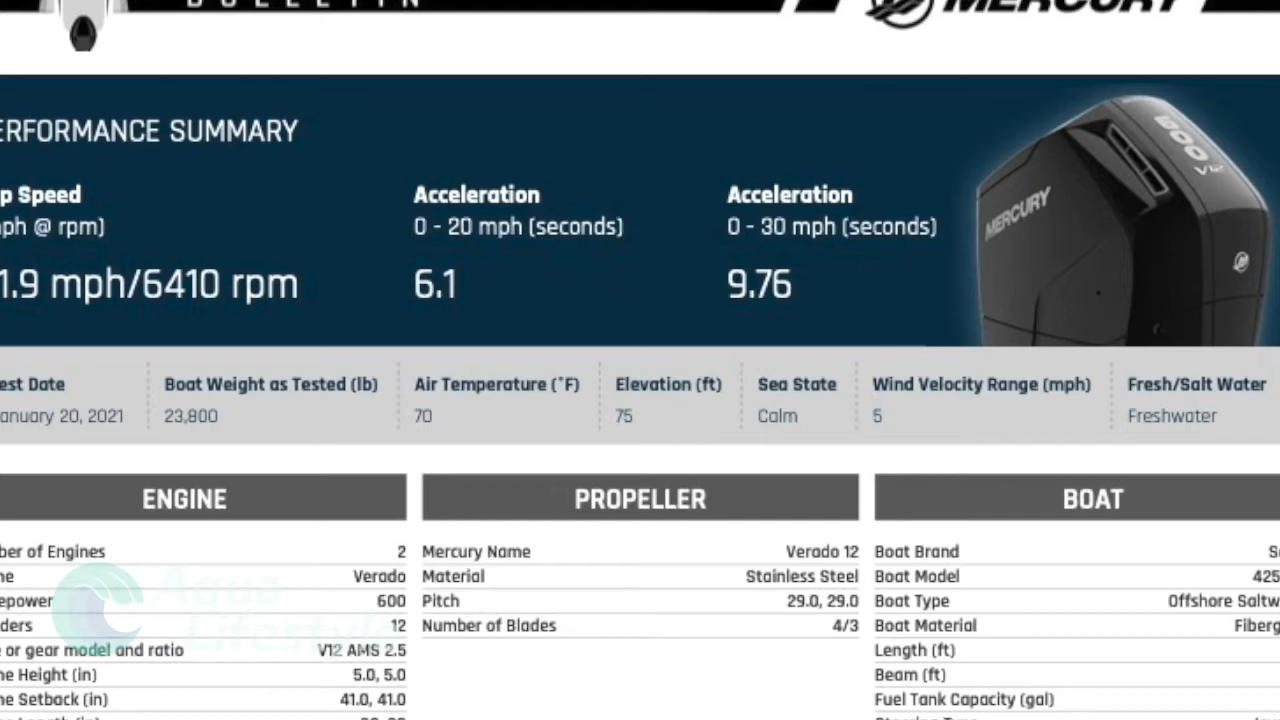 BULLETIN
MERCURY
ERFORMANCE SUMMARY
p Speed
ph @ rpm)
1.9 mph/6410 rpm
Acceleration
0 - 20 mph (seconds)
6.1
Acceleration
0 - 30 mph (seconds)
9.76
MERCURY
600
V12
est Date
anuary 20, 2021
Boat Weight as Tested (lb)
23,800
Air Temperature (°F)
70
Elevation (ft)
75
Sea State
Calm
Wind Velocity Range (mph)
5
Fresh/Salt Water
Freshwater
ENGINE
ber of Engines 2
ne Verado
epower 600
ders 12
e or gear model and ratio V12 AMS 2.5
ne Height (in) 5.0, 5.0
ne Setback (in) 41.0, 41.0
Aqua
Lifestyle
PROPELLER
Mercury Name Verado 12
Material Stainless Steel
Pitch 29.0, 29.0
Number of Blades 4/3
BOAT
Boat Brand S
Boat Model 425
Boat Type Offshore Saltw
Boat Material Fiberg
Length (ft)
Beam (ft)
Fuel Tank Capacity (gal)
Steering Type